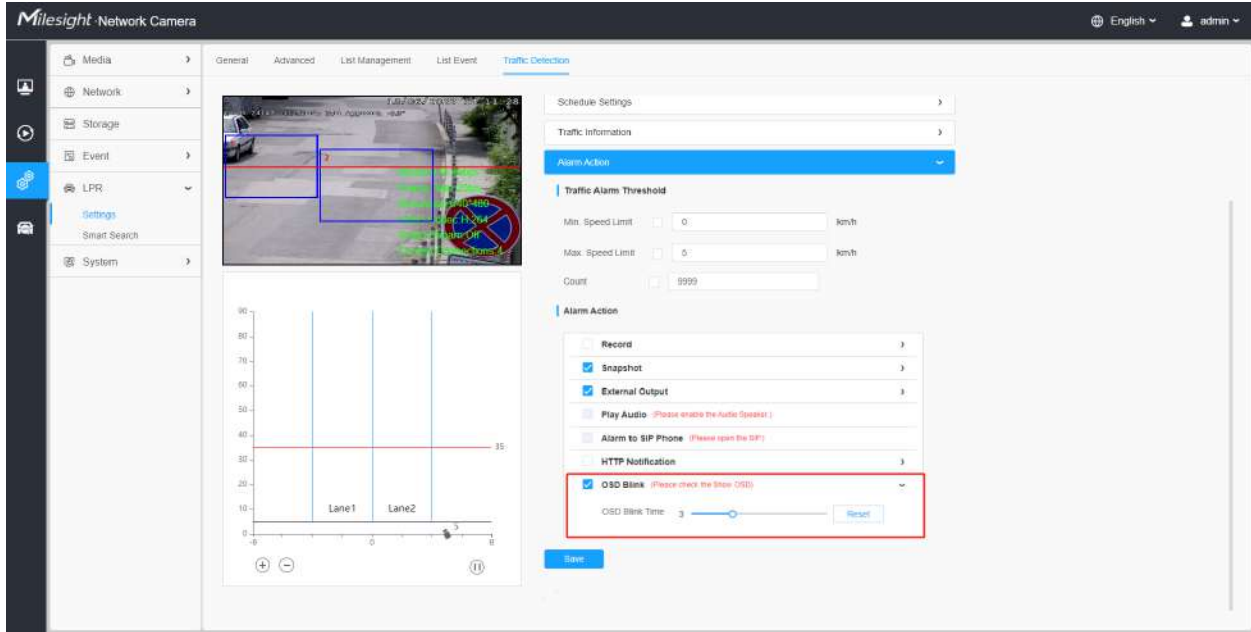 Milesight Network Camera
English
admin
Media
Network
Storage
Event
LPR
Settings
Smart Search
System
General
Advanced
List Management
List Event
Traffic Detection
2
Schedule Settings
Traffic Information
Alarm Action
Traffic Alarm Threshold
Min. Speed Limit
0
km/h
Max. Speed Limit
5
km/h
Count
9999
Alarm Action
Record
Snapshot
External Output
Play Audio (Please enable the Audio Speaker.)
Alarm to SIP Phone (Please open the SIP)
HTTP Notification
OSD Blink (Please check the Show OSD)
OSD Blink Time
3
Reset
Save
90
80
70
60
50
40
35
30
20
10
Lane1
Lane2
5
0
-8
0
8